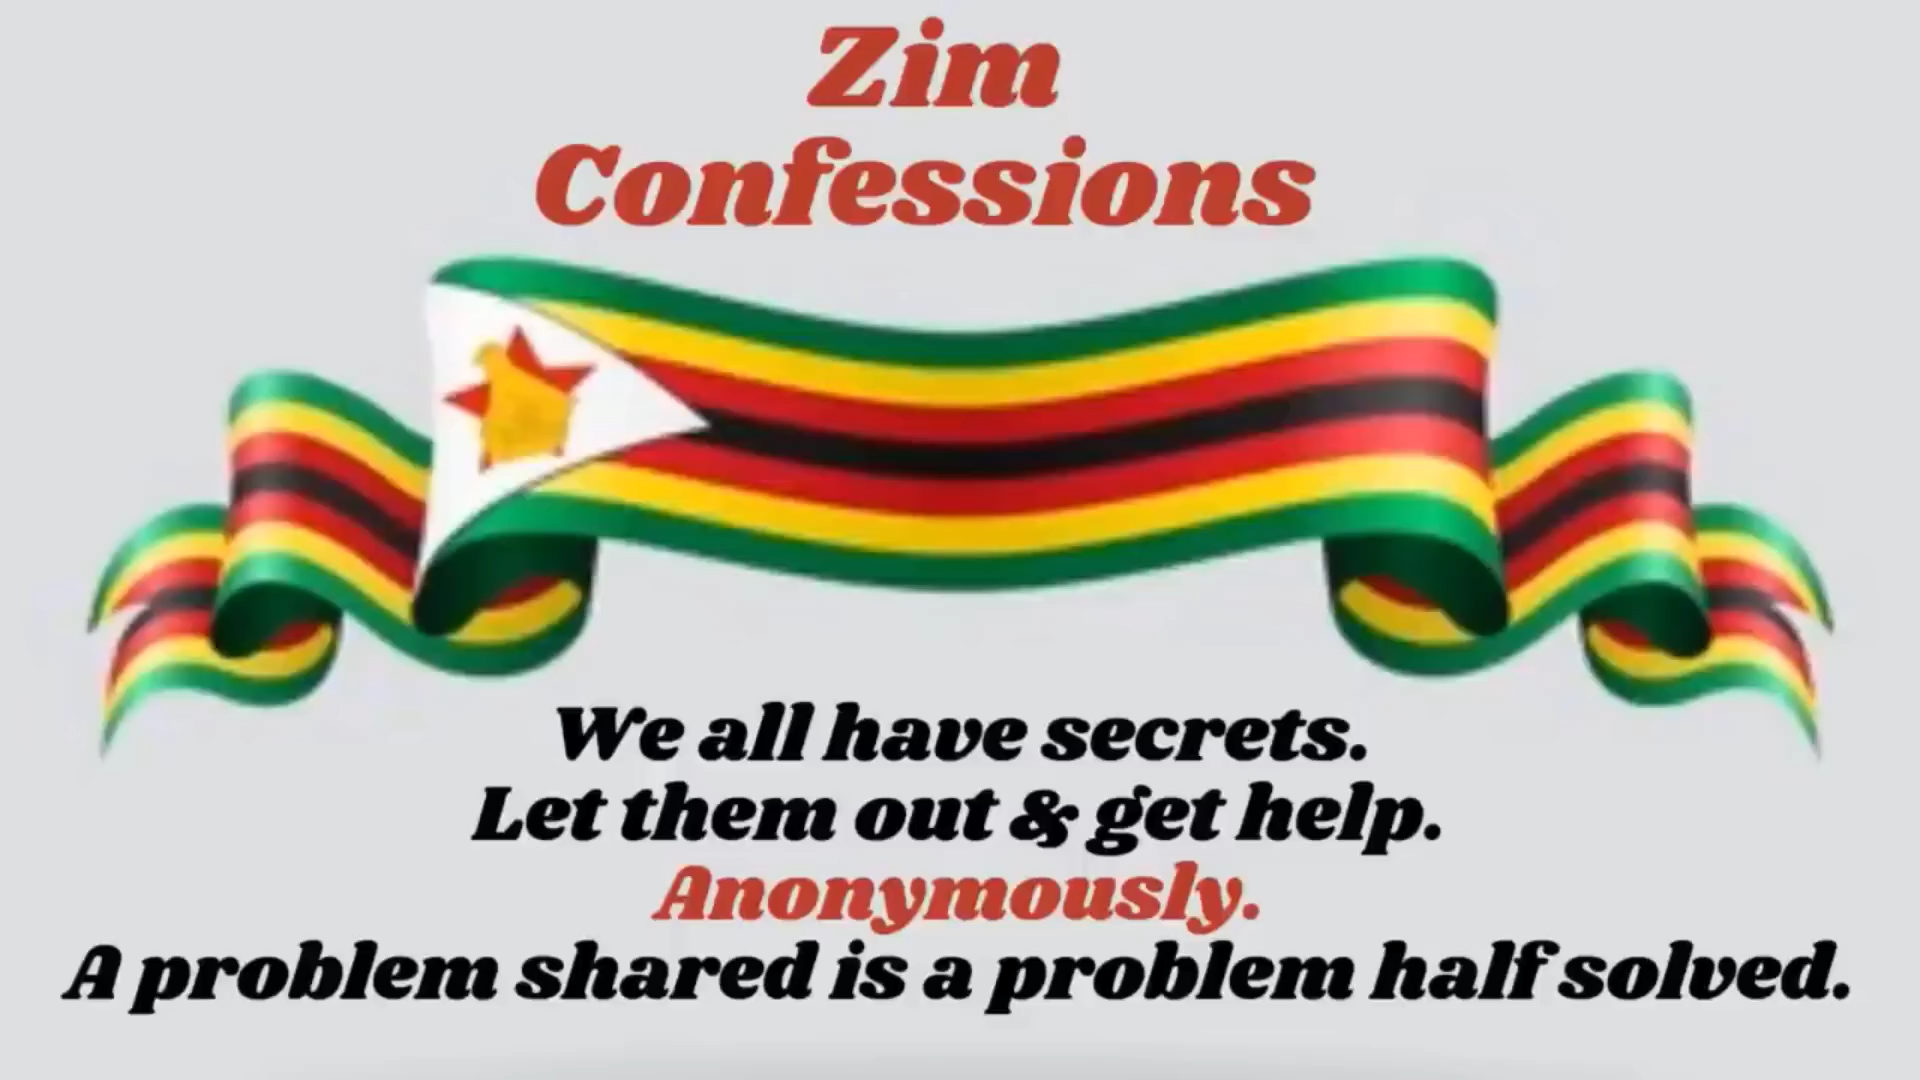 Zim
Confessions
We all have secrets.
Let them out & get help.
Anonymously.
A problem shared is a problem half solved.